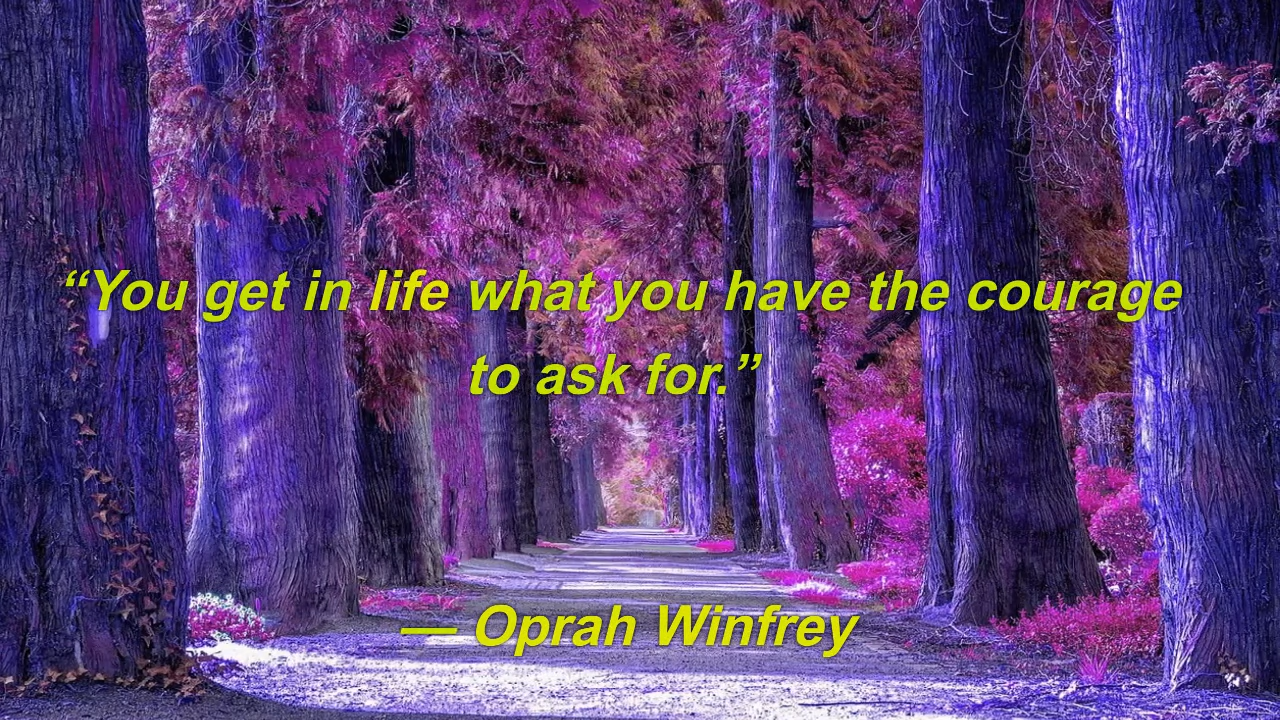 “You get in life what you have the courage
to ask for.”
— Oprah Winfrey